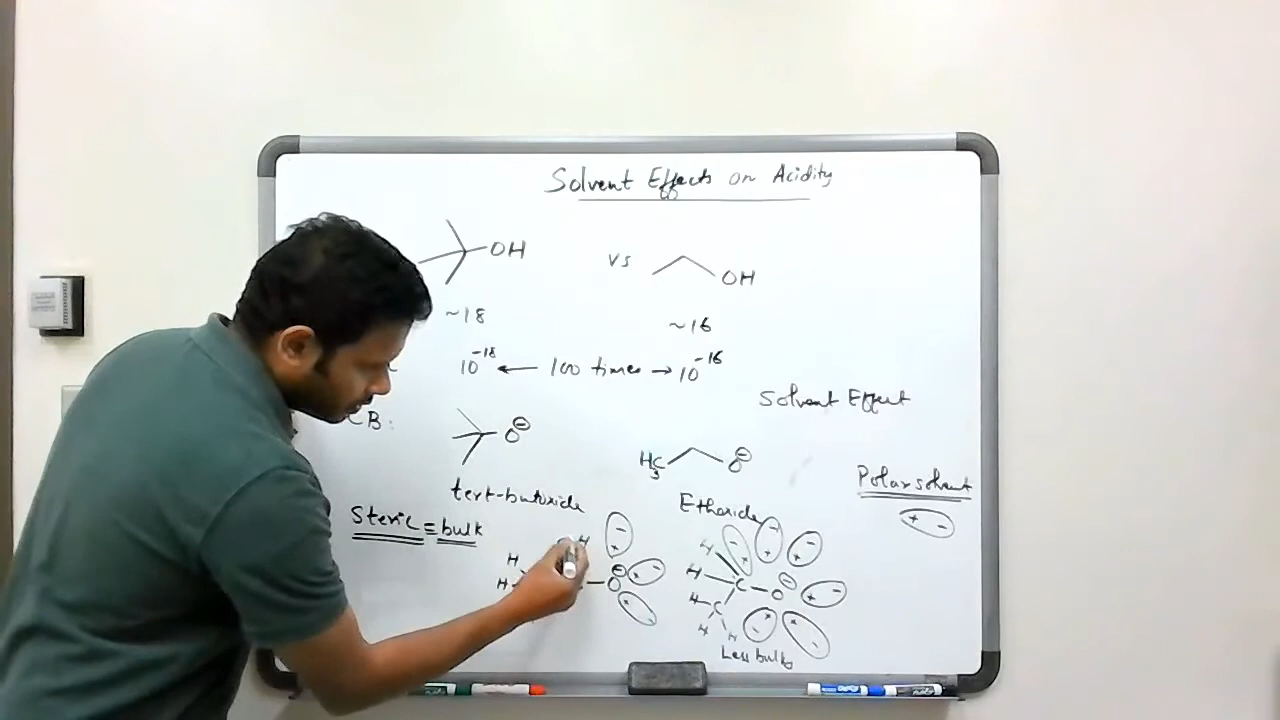 Solvent Effects on Acidity
OH vs OH
~18 ~16
10⁻¹⁸ ← 100 times → 10⁻¹⁶
Solvent Effect
CB: O⊖ H₃C O⊖
Polar solvent
+ -
tert-butoxide Ethoxide
Steric = bulk
H - + H O⊖ + - + -
H - + - + - + H C O⊖ + -
H C H H + - + -
Less bulky